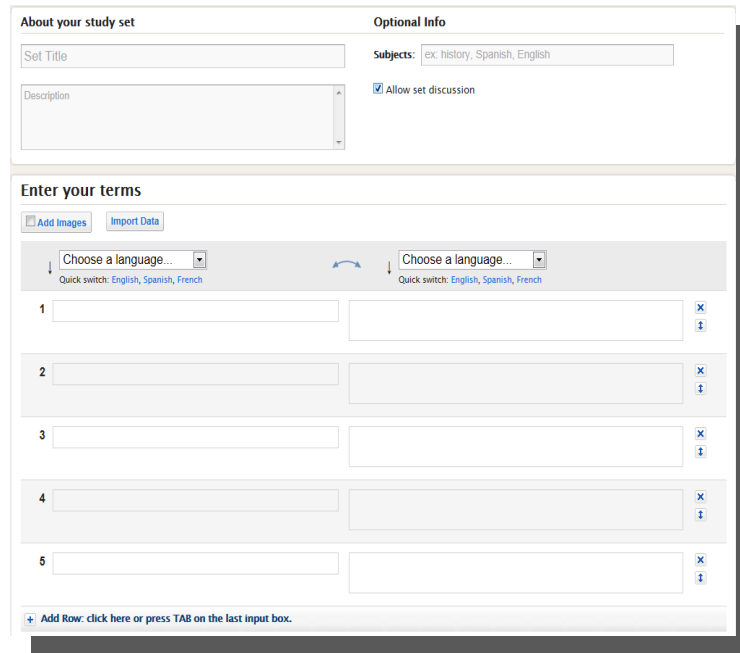 About your study set
Optional Info
Set Title
Subjects: ex: history, Spanish, English
Description
Allow set discussion
Enter your terms
Add Images
Import Data
Choose a language...
Choose a language...
Quick switch: English, Spanish, French
Quick switch: English, Spanish, French
1
2
3
4
5
Add Row: click here or press TAB on the last input box.